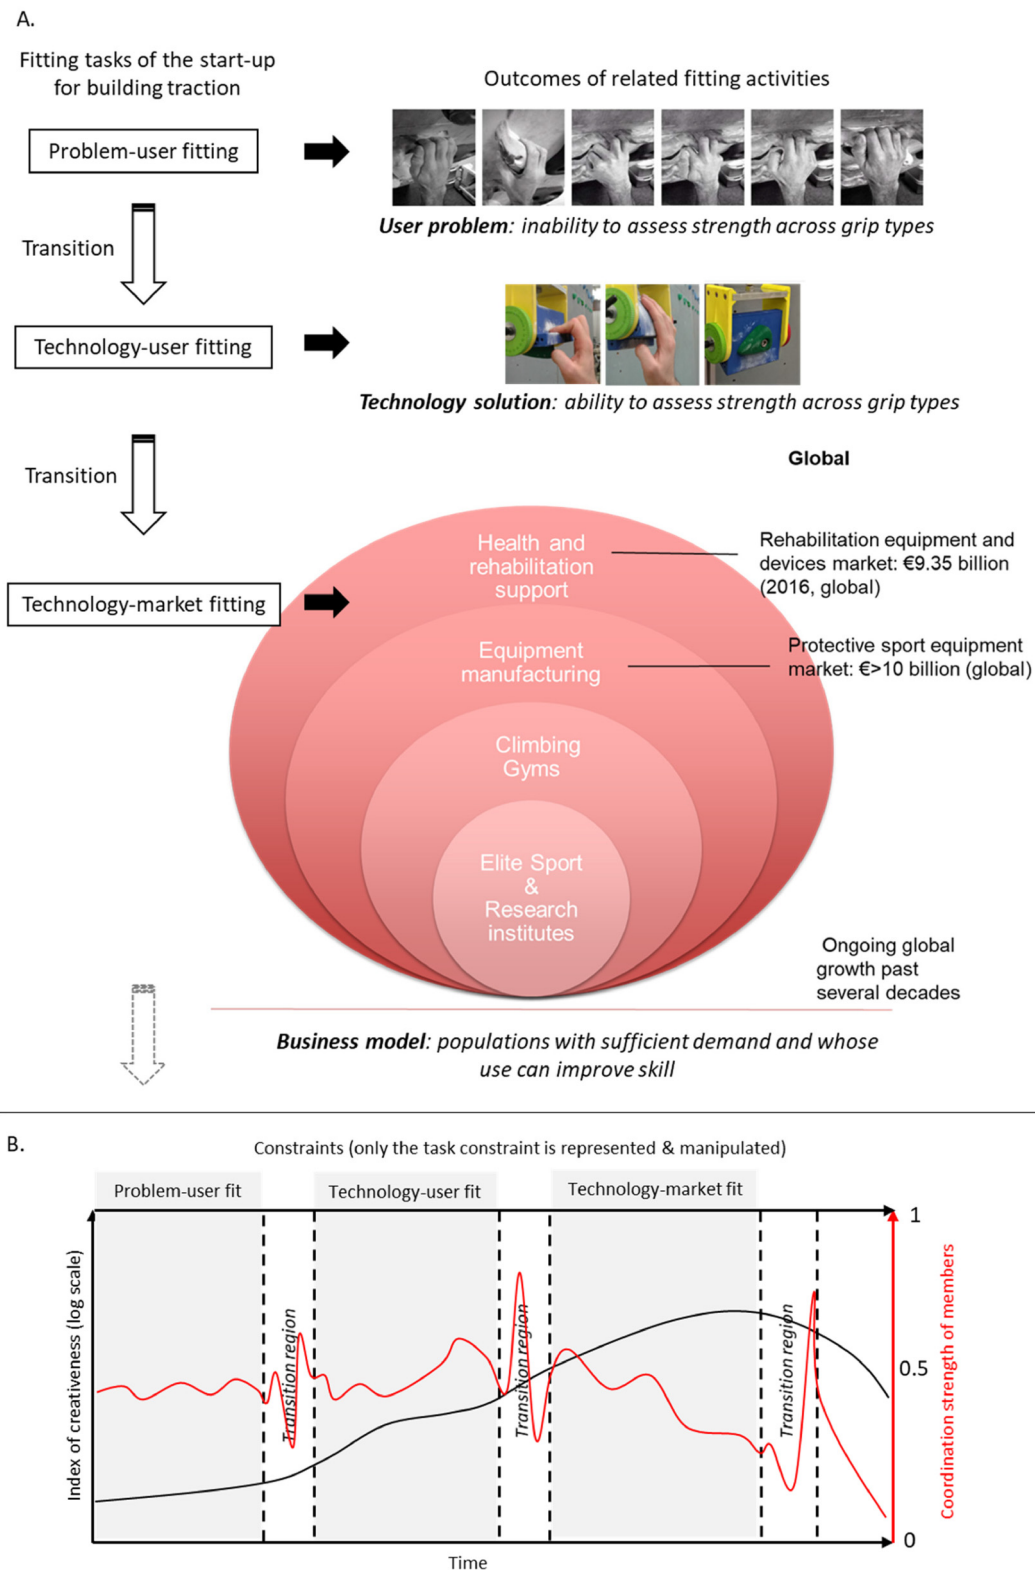 A.
Fitting tasks of the start-up
for building traction
Outcomes of related fitting activities
Problem-user fitting
User problem: inability to assess strength across grip types
Transition
Technology-user fitting
Technology solution: ability to assess strength across grip types
Transition
Global
Health and
rehabilitation
support
Rehabilitation equipment and
devices market: €9.35 billion
(2016, global)
Technology-market fitting
Equipment
manufacturing
Protective sport equipment
market: €>10 billion (global)
Climbing
Gyms
Elite Sport
&
Research
institutes
Ongoing global
growth past
several decades
Business model: populations with sufficient demand and whose
use can improve skill
B.
Constraints (only the task constraint is represented & manipulated)
Problem-user fit
Technology-user fit
Technology-market fit
1
Index of creativeness (log scale)
Transition region
Transition region
Transition region
0.5
Coordination strength of members
0
Time